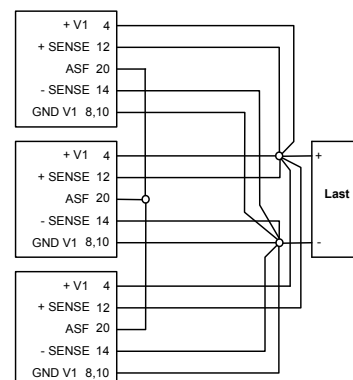 + V1 4
+ SENSE 12
ASF 20
- SENSE 14
GND V1 8,10
+ V1 4
+ SENSE 12
ASF 20
- SENSE 14
GND V1 8,10
+
Last
-
+ V1 4
+ SENSE 12
ASF 20
- SENSE 14
GND V1 8,10